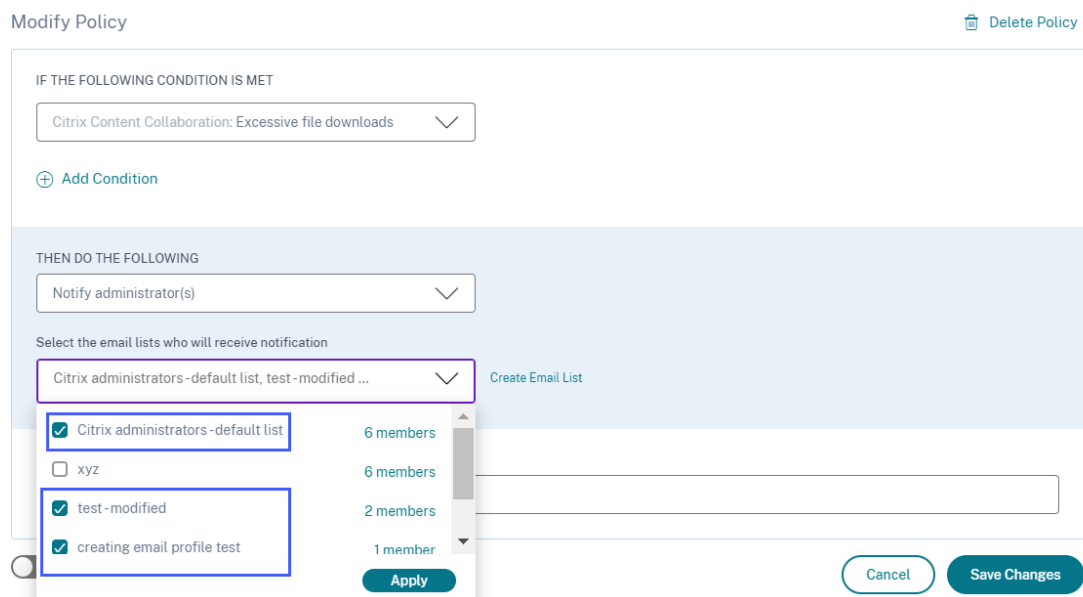 Modify Policy
Delete Policy
IF THE FOLLOWING CONDITION IS MET
Citrix Content Collaboration: Excessive file downloads
Add Condition
THEN DO THE FOLLOWING
Notify administrator(s)
Select the email lists who will receive notification
Citrix administrators-default list, test-modified ...
Create Email List
Citrix administrators-default list 6 members
xyz 6 members
test-modified 2 members
creating email profile test 1 member
Apply
Cancel
Save Changes